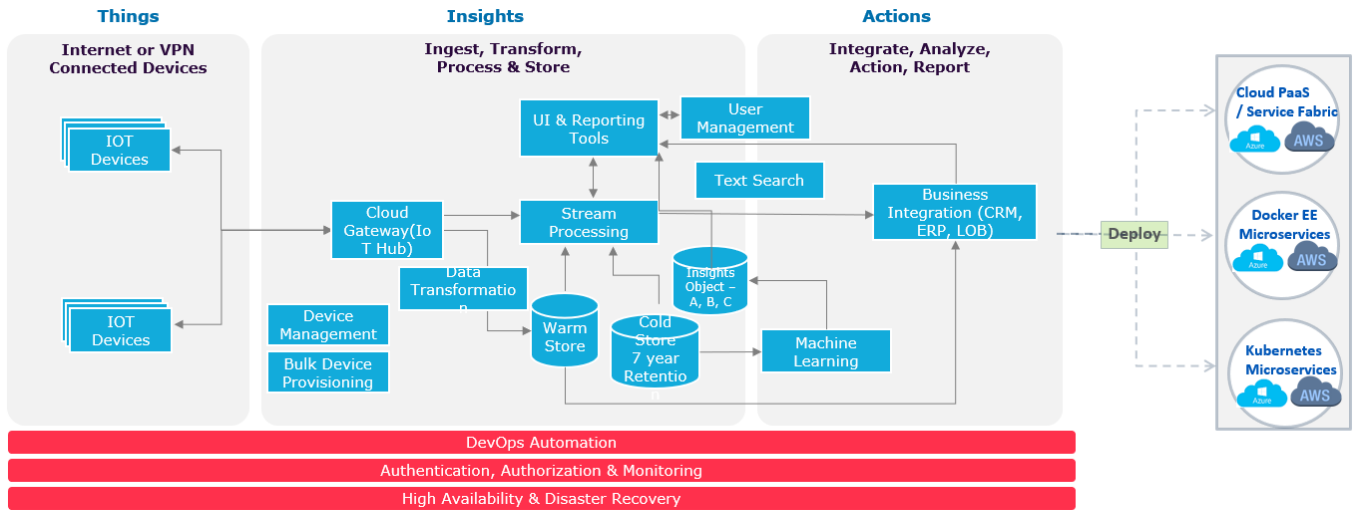 Things
Insights
Actions
Internet or VPN
Connected Devices
Ingest, Transform,
Process & Store
Integrate, Analyze,
Action, Report
IOT
Devices
IOT
Devices
UI & Reporting
Tools
User
Management
Text Search
Cloud
Gateway(Io
T Hub)
Stream
Processing
Business
Integration (CRM,
ERP, LOB)
Data
Transformatio
n
Insights
Object –
A, B, C
Device
Management
Bulk Device
Provisioning
Warm
Store
Cold
Store
7 year
Retentio
n
Machine
Learning
DevOps Automation
Authentication, Authorization & Monitoring
High Availability & Disaster Recovery
Deploy
Cloud PaaS
/ Service Fabric
Azure
AWS
Docker EE
Microservices
Azure
AWS
Kubernetes
Microservices
Azure
AWS